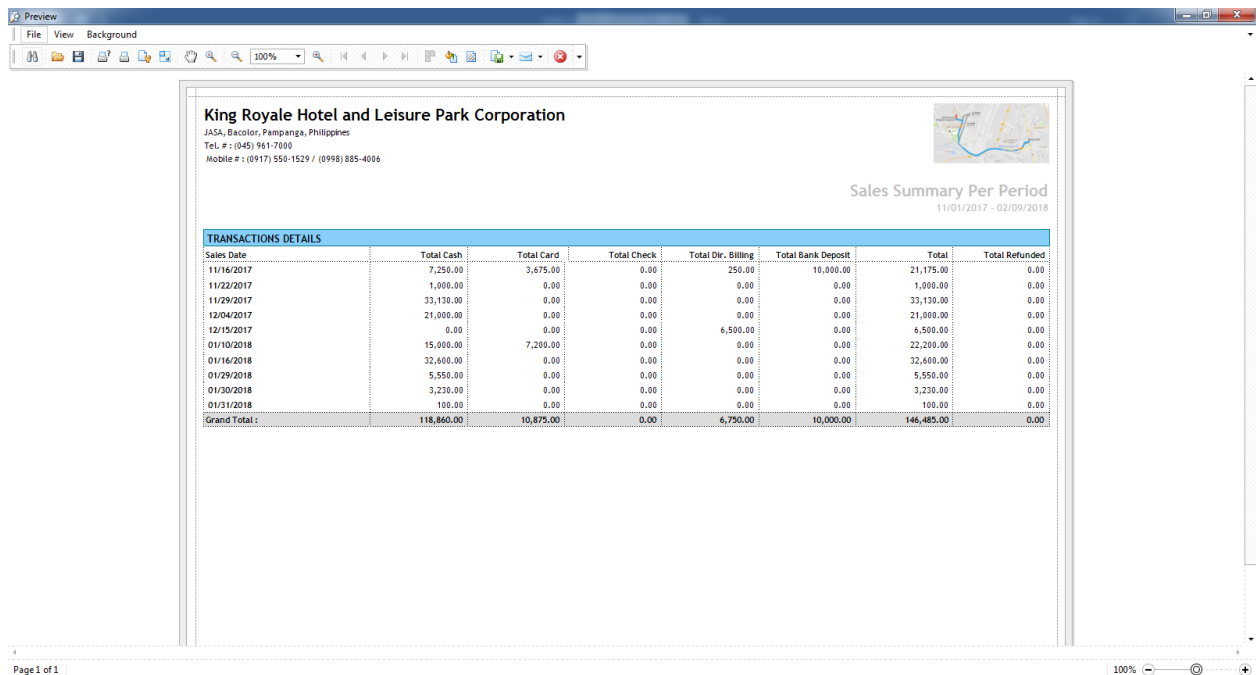 Preview
File View Background
100%
King Royale Hotel and Leisure Park Corporation
JASA, Bacolor, Pampanga, Philippines
Tel. # : (045) 961-7000
Mobile # : (0917) 550-1529 / (0998) 885-4006
Sales Summary Per Period
11/01/2017 - 02/09/2018
TRANSACTIONS DETAILS
Sales Date Total Cash Total Card Total Check Total Dir. Billing Total Bank Deposit Total Total Refunded
11/16/2017 7,250.00 3,675.00 0.00 250.00 10,000.00 21,175.00 0.00
11/22/2017 1,000.00 0.00 0.00 0.00 0.00 1,000.00 0.00
11/29/2017 33,130.00 0.00 0.00 0.00 0.00 33,130.00 0.00
12/04/2017 21,000.00 0.00 0.00 0.00 0.00 21,000.00 0.00
12/15/2017 0.00 0.00 0.00 6,500.00 0.00 6,500.00 0.00
01/10/2018 15,000.00 7,200.00 0.00 0.00 0.00 22,200.00 0.00
01/16/2018 32,600.00 0.00 0.00 0.00 0.00 32,600.00 0.00
01/29/2018 5,550.00 0.00 0.00 0.00 0.00 5,550.00 0.00
01/30/2018 3,230.00 0.00 0.00 0.00 0.00 3,230.00 0.00
01/31/2018 100.00 0.00 0.00 0.00 0.00 100.00 0.00
Grand Total : 118,860.00 10,875.00 0.00 6,750.00 10,000.00 146,485.00 0.00
Page 1 of 1 100%